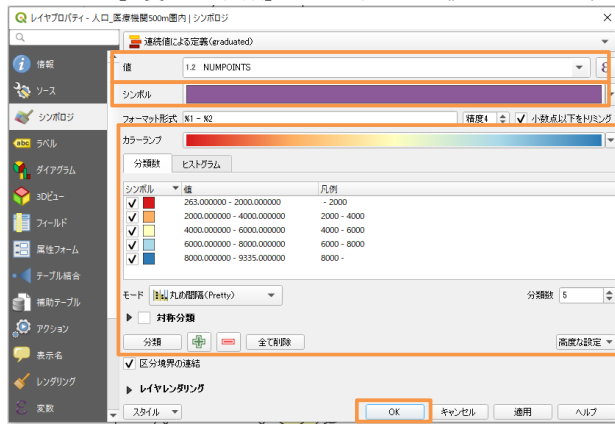 レイヤプロパティ - 人口_医療機関500m圏内 | シンボロジ
連続値による定義(graduated)
情報
ソース
シンボロジ
abc ラベル
ダイアグラム
3Dビュー
フィールド
属性フォーム
テーブル結合
補助テーブル
アクション
表示名
レンダリング
変数
値 1.2 NUMPOINTS ε
シンボル
フォーマット形式 %1 - %2 精度4 小数点以下をトリミング
カラーランプ
分類数 ヒストグラム
シンボル 値 凡例
263.000000 - 2000.000000 - 2000
2000.000000 - 4000.000000 2000 - 4000
4000.000000 - 6000.000000 4000 - 6000
6000.000000 - 8000.000000 6000 - 8000
8000.000000 - 9335.000000 8000 -
モード 丸め間隔(Pretty) 分類数 5
対称分類
分類 全て削除 高度な設定
区分境界の連結
レイヤレンダリング
スタイル OK キャンセル 適用 ヘルプ